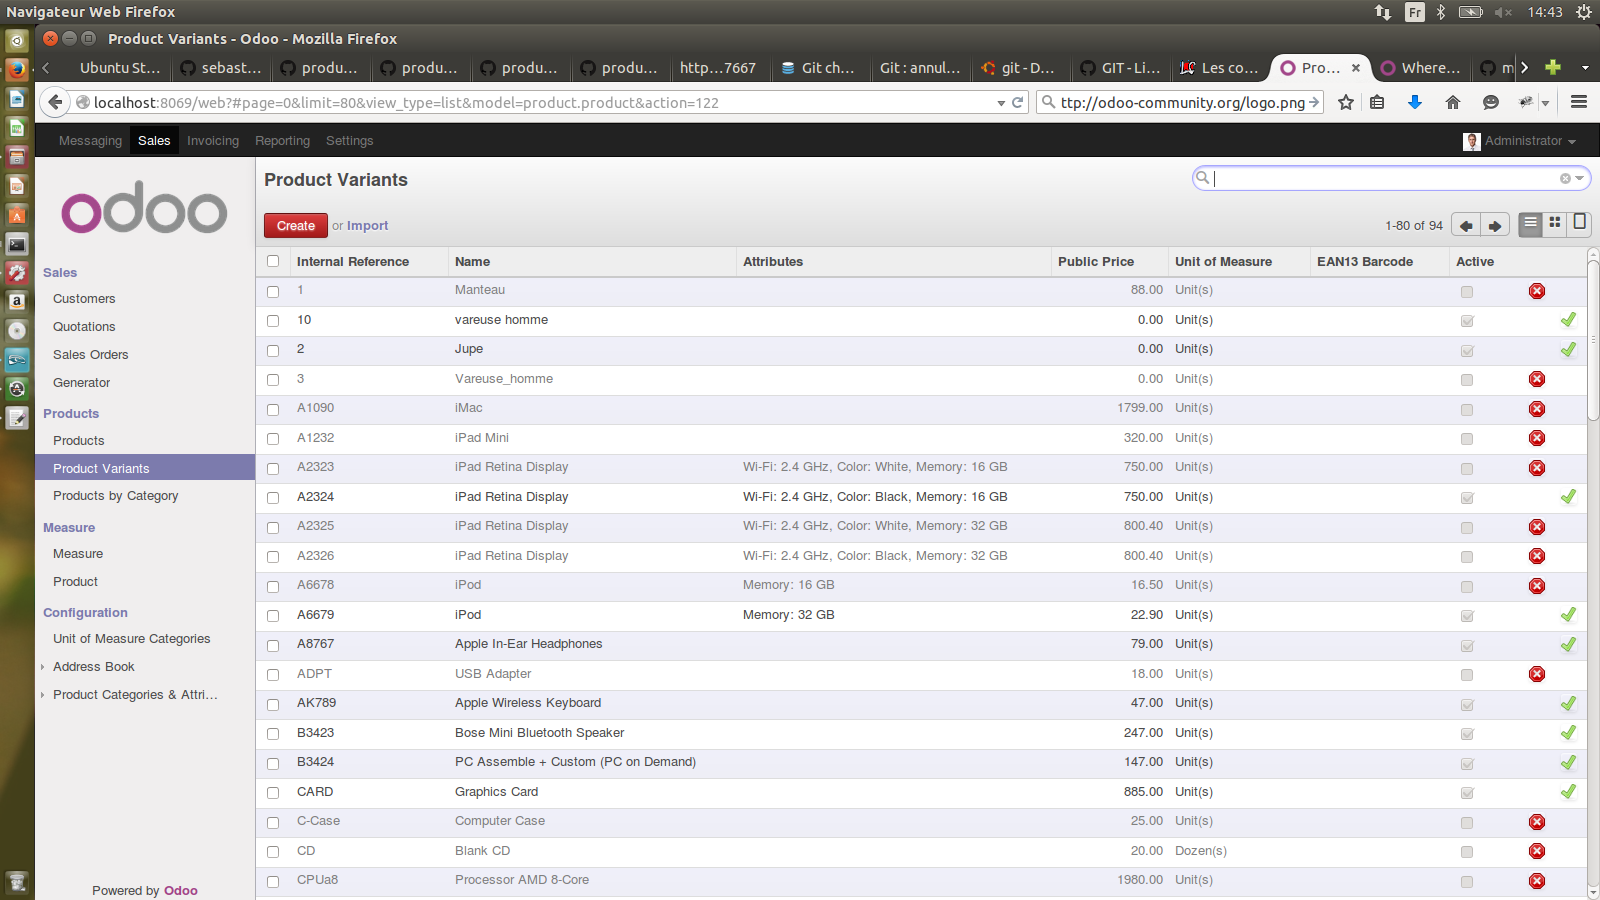 Navigateur Web Firefox
Fr
14:43
Product Variants - Odoo - Mozilla Firefox
Ubuntu St…
sebast…
produ…
produ…
produ…
produ…
http…7667
Git ch…
Git : annul…
git - D…
GIT - Li…
Les co…
Pro…
Where…
m
localhost:8069/web?#page=0&limit=80&view_type=list&model=product.product&action=122
ttp://odoo-community.org/logo.png
Messaging
Sales
Invoicing
Reporting
Settings
Administrator
odoo
Product Variants
Create or Import
1-80 of 94
Sales
Customers
Quotations
Sales Orders
Generator
Products
Products
Product Variants
Products by Category
Measure
Measure
Product
Configuration
Unit of Measure Categories
Address Book
Product Categories & Attri…
Powered by Odoo
Internal Reference Name Attributes Public Price Unit of Measure EAN13 Barcode Active
1 Manteau 88.00 Unit(s)
10 vareuse homme 0.00 Unit(s)
2 Jupe 0.00 Unit(s)
3 Vareuse_homme 0.00 Unit(s)
A1090 iMac 1799.00 Unit(s)
A1232 iPad Mini 320.00 Unit(s)
A2323 iPad Retina Display Wi-Fi: 2.4 GHz, Color: White, Memory: 16 GB 750.00 Unit(s)
A2324 iPad Retina Display Wi-Fi: 2.4 GHz, Color: Black, Memory: 16 GB 750.00 Unit(s)
A2325 iPad Retina Display Wi-Fi: 2.4 GHz, Color: White, Memory: 32 GB 800.40 Unit(s)
A2326 iPad Retina Display Wi-Fi: 2.4 GHz, Color: Black, Memory: 32 GB 800.40 Unit(s)
A6678 iPod Memory: 16 GB 16.50 Unit(s)
A6679 iPod Memory: 32 GB 22.90 Unit(s)
A8767 Apple In-Ear Headphones 79.00 Unit(s)
ADPT USB Adapter 18.00 Unit(s)
AK789 Apple Wireless Keyboard 47.00 Unit(s)
B3423 Bose Mini Bluetooth Speaker 247.00 Unit(s)
B3424 PC Assemble + Custom (PC on Demand) 147.00 Unit(s)
CARD Graphics Card 885.00 Unit(s)
C-Case Computer Case 25.00 Unit(s)
CD Blank CD 20.00 Dozen(s)
CPUa8 Processor AMD 8-Core 1980.00 Unit(s)